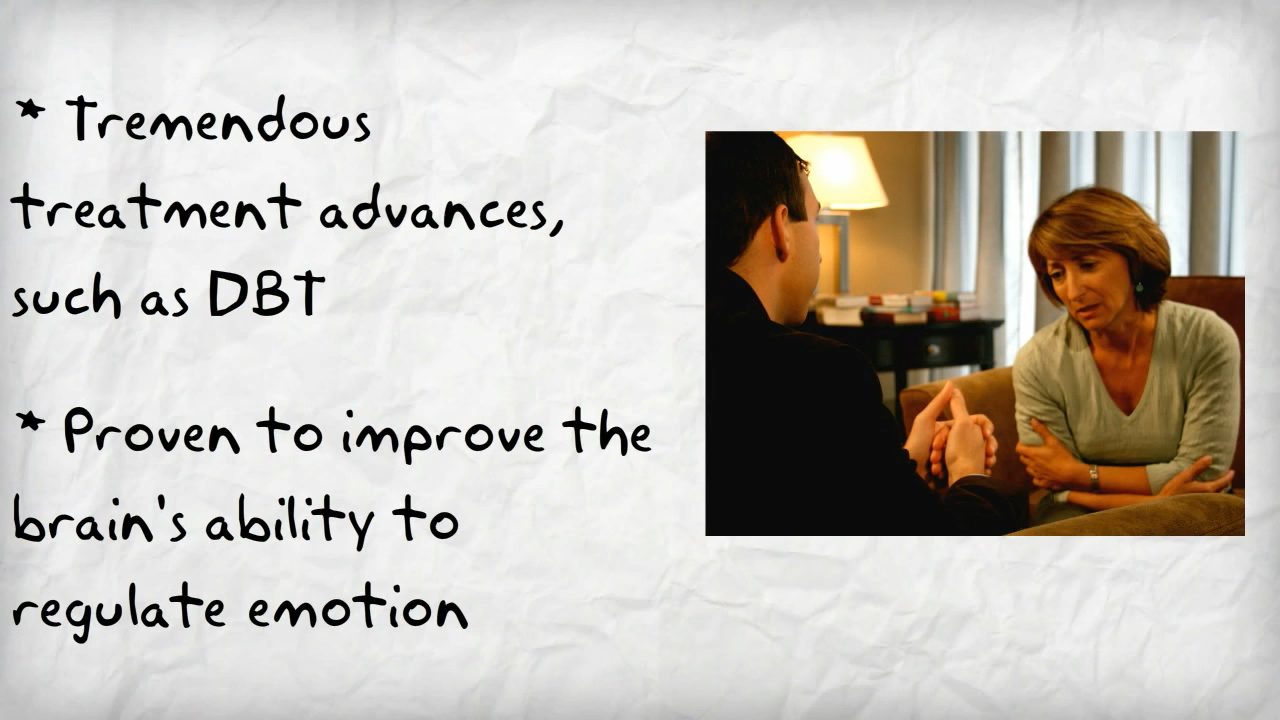 * Tremendous
treatment advances,
such as DBT
* Proven to improve the
brain's ability to
regulate emotion